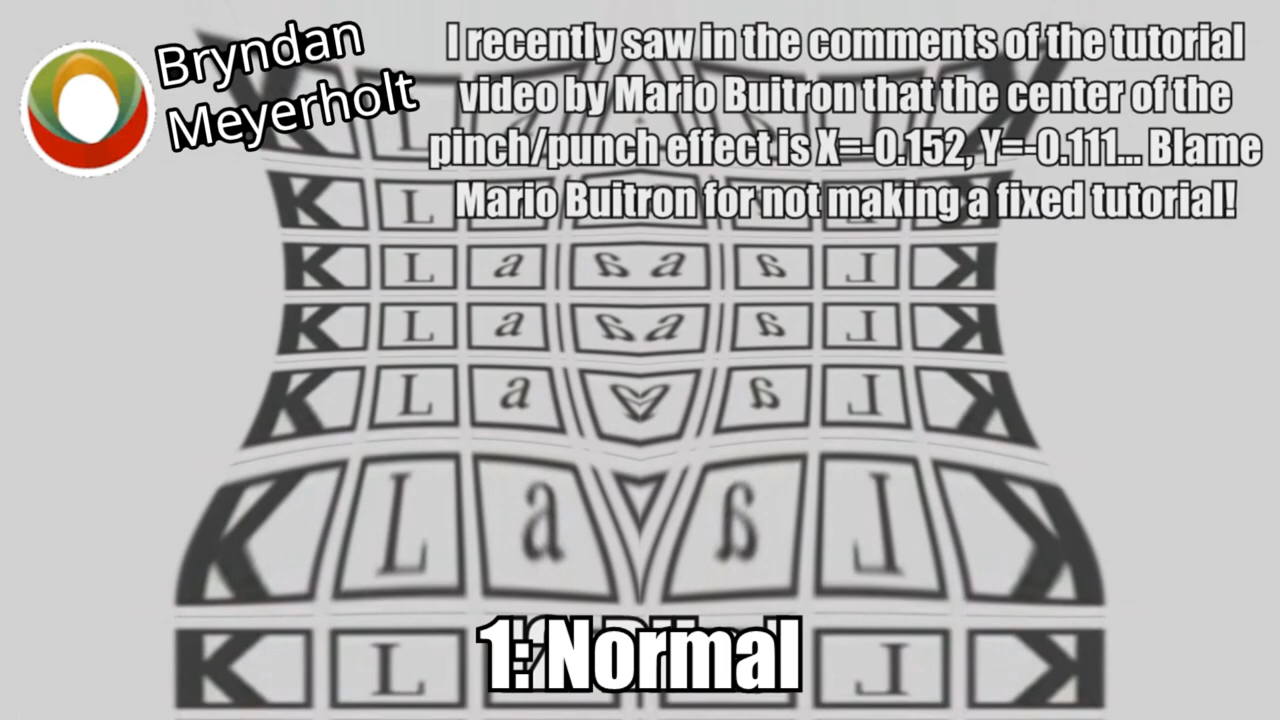 Bryndan
Meyerholt
I recently saw in the comments of the tutorial
video by Mario Buitron that the center of the
pinch/punch effect is X=-0.152, Y=-0.111... Blame
Mario Buitron for not making a fixed tutorial!
K L a
K L a
K L a
K L a
K L a
K L
1: Normal